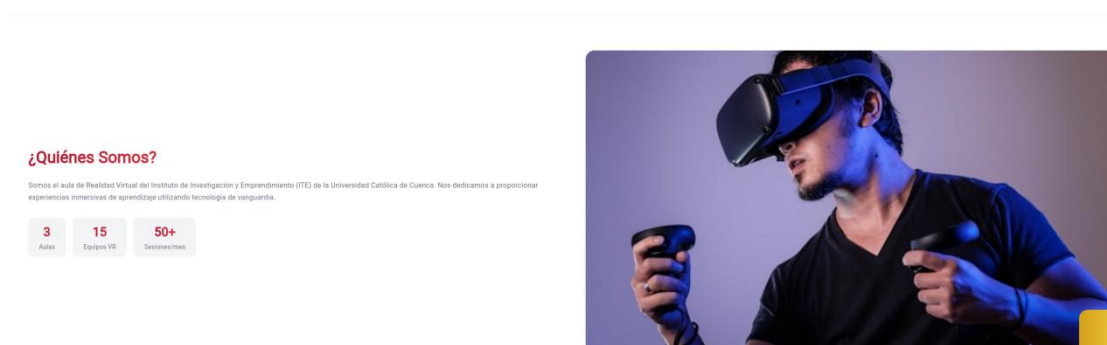 ¿Quiénes Somos?
Somos el aula de Realidad Virtual del Instituto de Investigación y Emprendimiento (ITE) de la Universidad Católica de Cuenca. Nos dedicamos a proporcionar
experiencias inmersivas de aprendizaje utilizando tecnología de vanguardia.
3
Aulas
15
Equipos VR
50+
Sesiones/mes